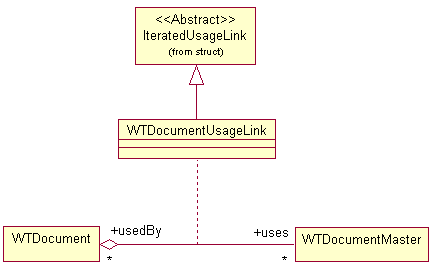 <<Abstract>>
IteratedUsageLink
(from struct)
WTDocumentUsageLink
WTDocument
+usedBy
*
+uses
*
WTDocumentMaster